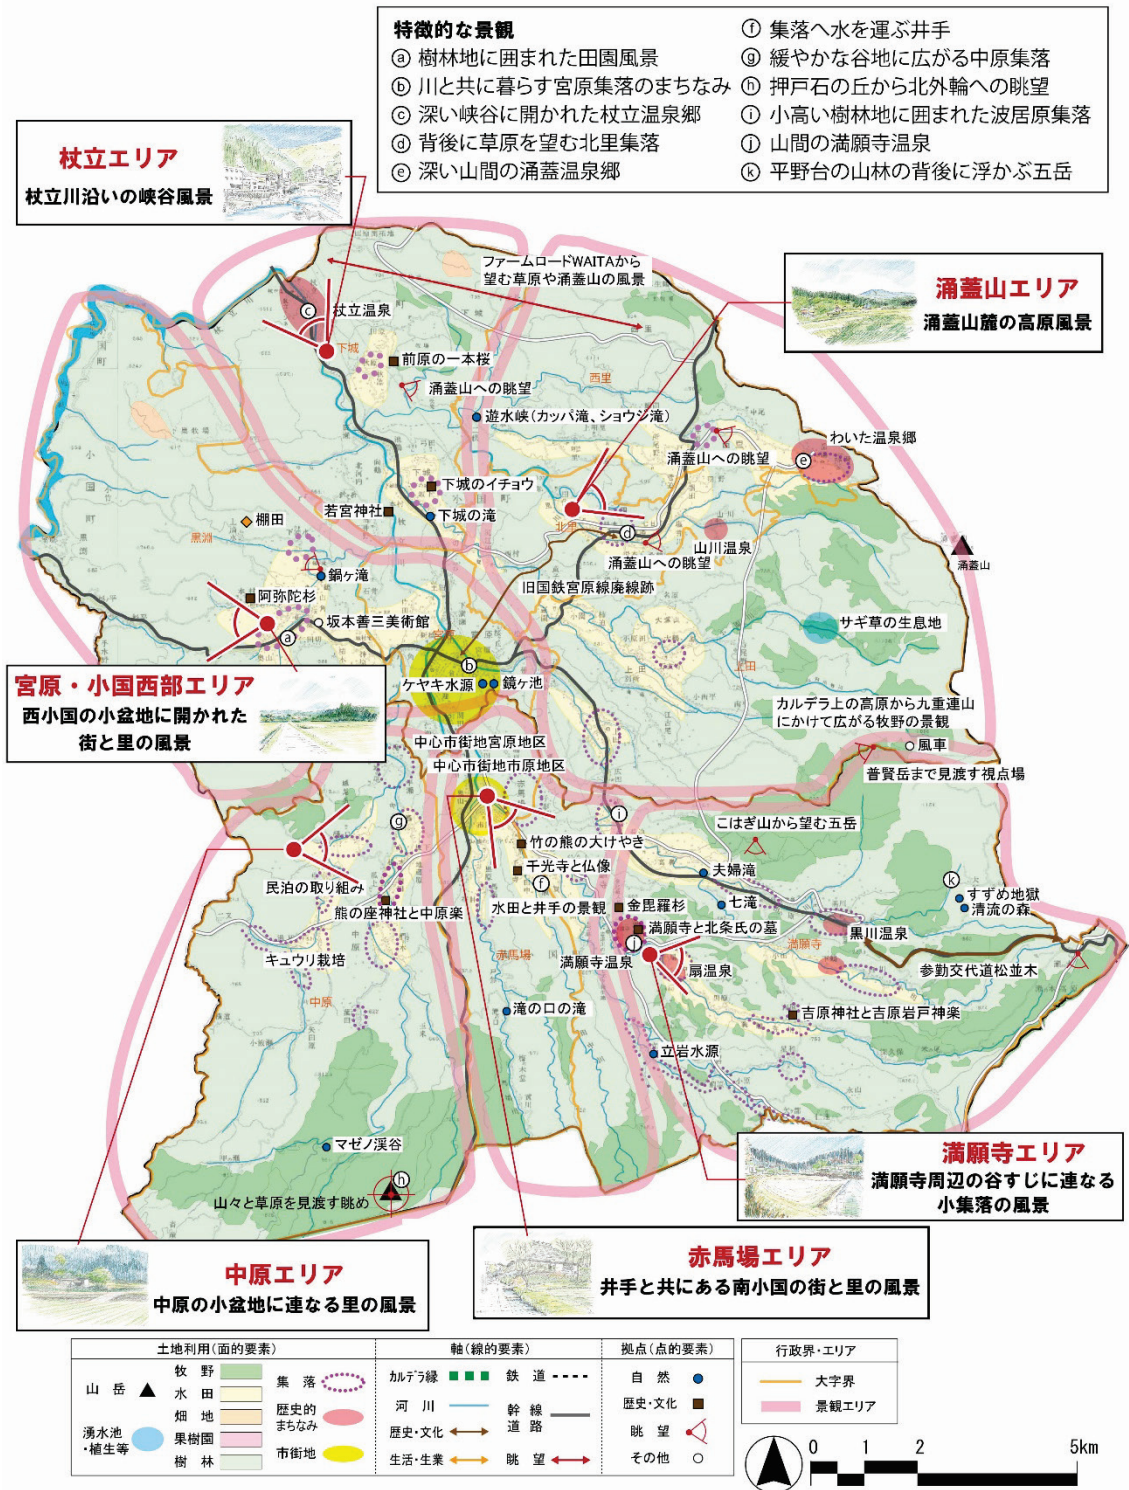 特徴的な景観
ⓐ 樹林地に囲まれた田園風景
ⓑ 川と共に暮らす宮原集落のまちなみ
ⓒ 深い峡谷に開かれた杖立温泉郷
ⓓ 背後に草原を望む北里集落
ⓔ 深い山間の涌蓋温泉郷
ⓕ 集落へ水を運ぶ井手
ⓖ 緩やかな谷地に広がる中原集落
ⓗ 押戸石の丘から北外輪への眺望
ⓘ 小高い樹林地に囲まれた波居原集落
ⓙ 山間の満願寺温泉
ⓚ 平野台の山林の背後に浮かぶ五岳
杖立エリア
杖立川沿いの峡谷風景
ファームロードWAITAから
望む草原や涌蓋山の風景
涌蓋山エリア
涌蓋山麓の高原風景
ⓒ
杖立温泉
下城
前原の一本桜
涌蓋山への眺望
西里
遊水峡(カッパ滝、ショウジ滝)
涌蓋山への眺望
わいた温泉郷
ⓔ
下城のイチョウ
若宮神社
下城の滝
棚田
黒淵
北里
ⓓ
山川温泉
涌蓋山への眺望
涌蓋山
旧国鉄宮原線廃線跡
鍋ヶ滝
阿弥陀杉
坂本善三美術館
ⓐ
サギ草の生息地
上田
宮原
ⓑ
ケヤキ水源
鏡ヶ池
宮原・小国西部エリア
西小国の小盆地に開かれた
街と里の風景
カルデラ上の高原から九重連山
にかけて広がる牧野の景観
風車
普賢岳まで見渡す視点場
中心市街地宮原地区
中心市街地市原地区
ⓖ
ⓘ
こはぎ山から望む五岳
竹の熊の大けやき
千光寺と仏像
夫婦滝
ⓚ
すずめ地獄
清流の森
民泊の取り組み
ⓕ
熊の座神社と中原楽
水田と井手の景観
金毘羅杉
七滝
満願寺と北条氏の墓
黒川温泉
ⓙ
満願寺
キュウリ栽培
赤馬場
満願寺温泉
扇温泉
参勤交代道松並木
中原
滝の口の滝
吉原神社と吉原岩戸神楽
立岩水源
マゼノ渓谷
ⓗ
山々と草原を見渡す眺め
満願寺エリア
満願寺周辺の谷すじに連なる
小集落の風景
中原エリア
中原の小盆地に連なる里の風景
赤馬場エリア
井手と共にある南小国の街と里の風景
土地利用(面的要素)
山岳
湧水池
・植生等
牧野
水田
畑地
果樹園
樹林
集落
歴史的
まちなみ
市街地
軸(線的要素)
カルデラ縁
鉄道
河川
幹線
道路
歴史・文化
生活・生業
眺望
拠点(点的要素)
自然
歴史・文化
眺望
その他
行政界・エリア
大字界
景観エリア
0 1 2 5km